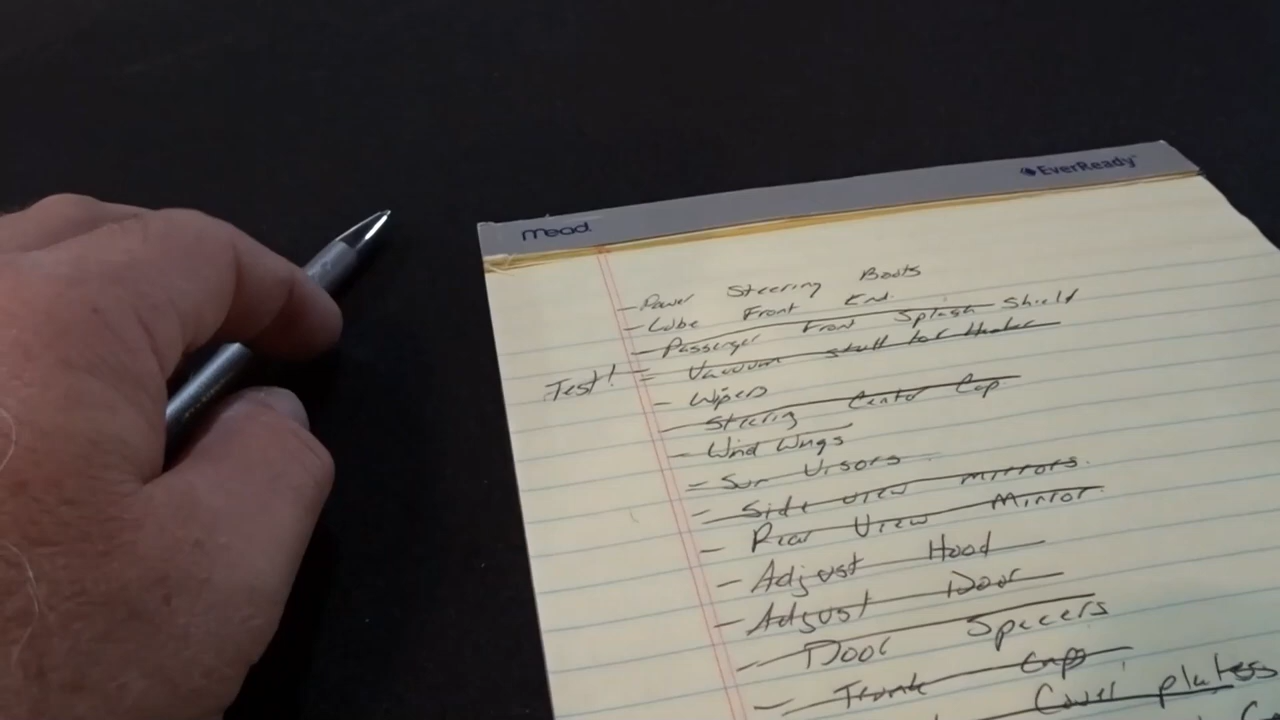 EverReady
mead
- Power Steering Boots
- Lube Front End.
- Passenger Front Splash Shield
Test! - Vacuum stuff for Heater
- Wipers
- Steering Center Cap
- Wind Wings
- Sun Visors
- Side view mirrors.
- Rear View Mirror.
- Adjust Hood
- Adjust Door
- Door Spacers
- Trunk
Cowl plates